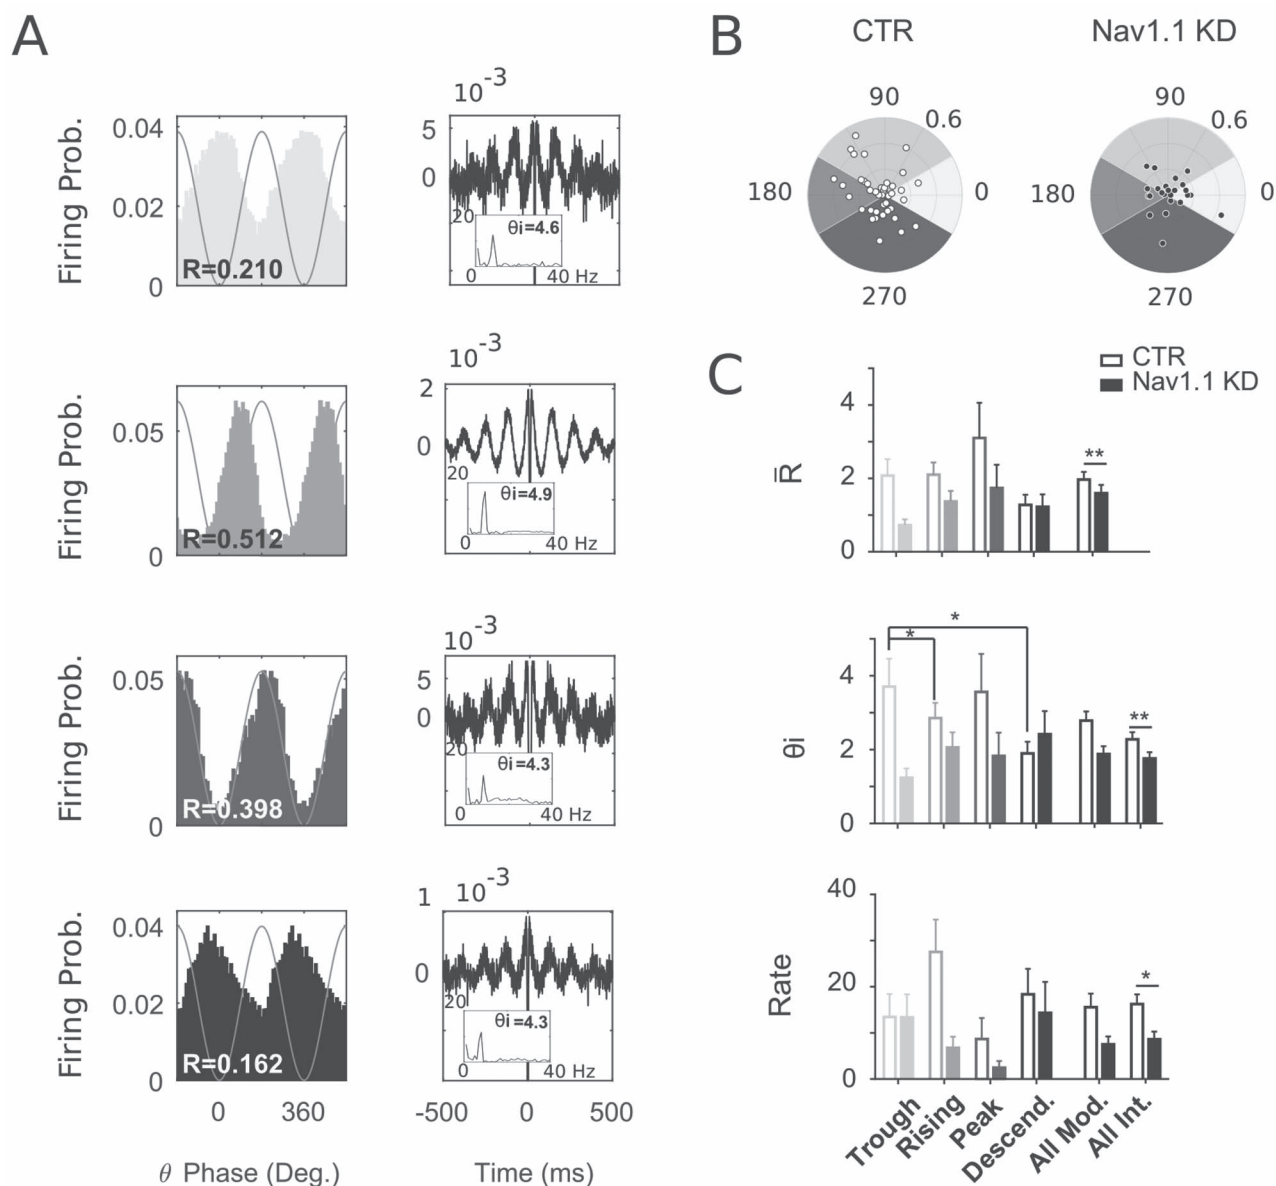 A
Firing Prob.
0.04
0.02
0
R=0.210
10-3
5
0
20
θi=4.6
0
40 Hz
Firing Prob.
0.05
0
R=0.512
10-3
2
0
20
θi=4.9
0
40 Hz
Firing Prob.
0.05
0
R=0.398
10-3
5
0
20
θi=4.3
0
40 Hz
Firing Prob.
0.04
0.02
0
R=0.162
0
360
θ Phase (Deg.)
1
10-3
0
20
θi=4.3
0
40 Hz
-500
0
500
Time (ms)
B
CTR
90
0.6
180
0
270
Nav1.1 KD
90
0.6
180
0
270
C
CTR
Nav1.1 KD
R̅
4
2
0
**
θi
4
2
0
*
*
**
Rate
40
20
0
*
Trough
Rising
Peak
Descend.
All Mod.
All Int.